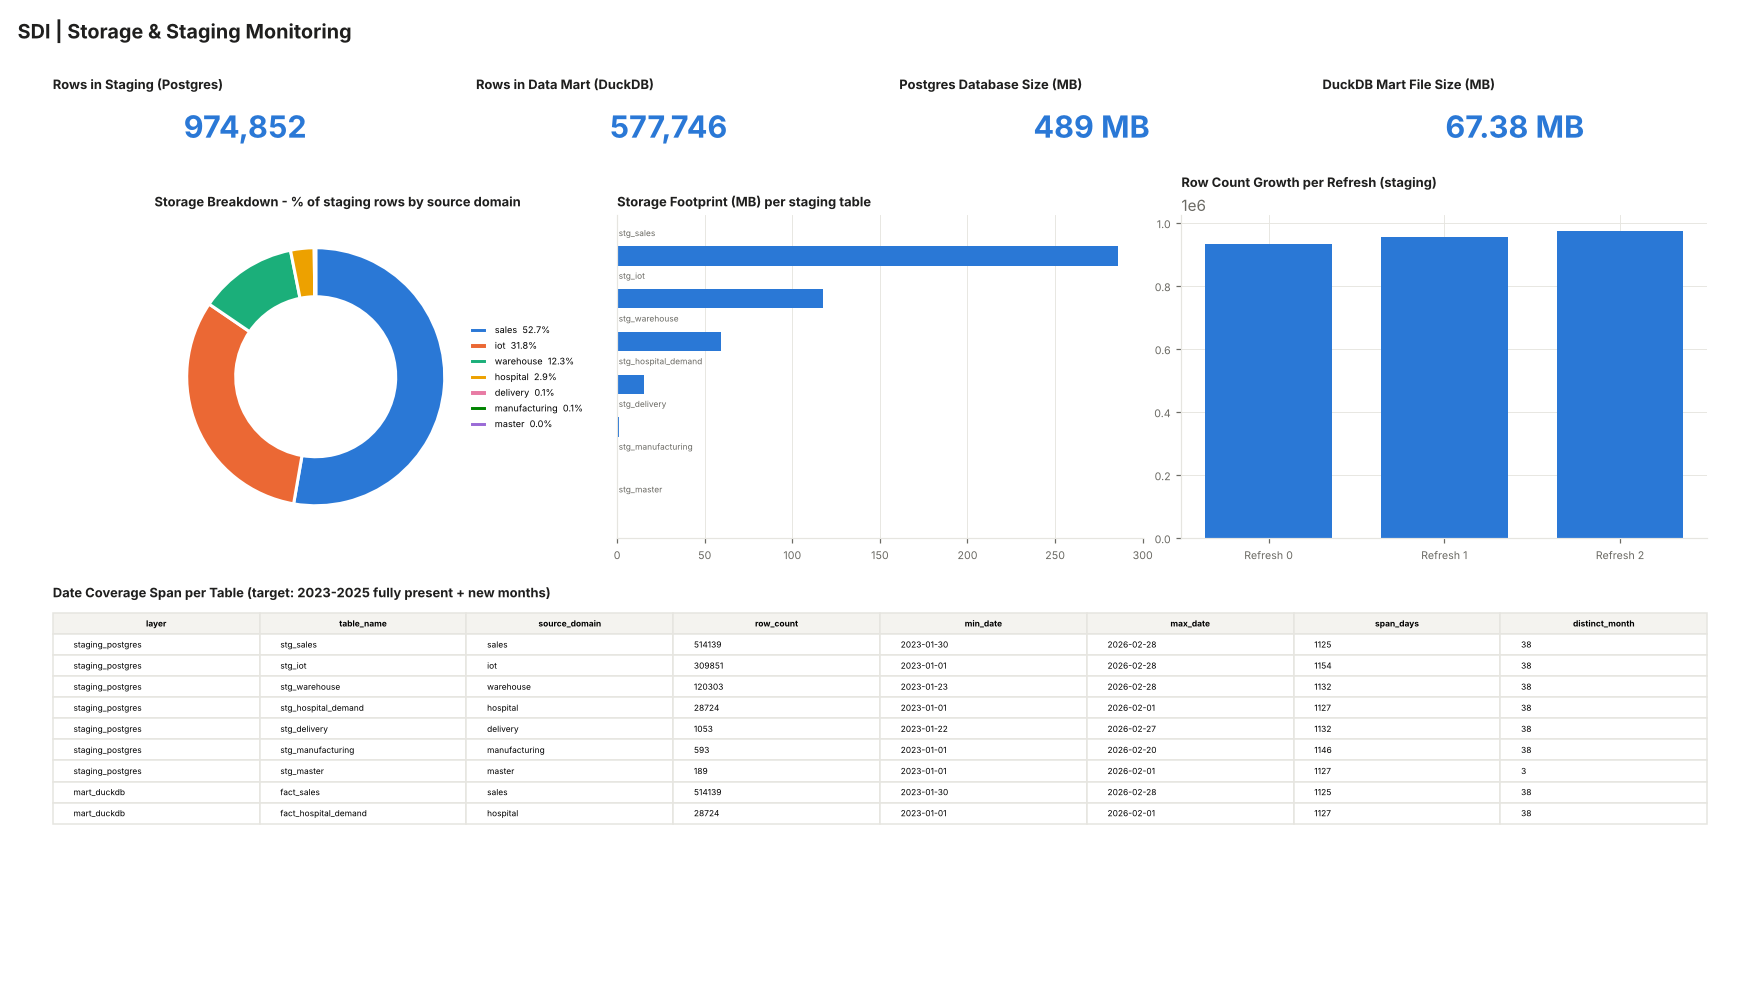 SDI | Storage & Staging Monitoring
Rows in Staging (Postgres)
974,852
Rows in Data Mart (DuckDB)
577,746
Postgres Database Size (MB)
489 MB
DuckDB Mart File Size (MB)
67.38 MB
Storage Breakdown - % of staging rows by source domain
sales 52.7%
iot 31.8%
warehouse 12.3%
hospital 2.9%
delivery 0.1%
manufacturing 0.1%
master 0.0%
Storage Footprint (MB) per staging table
stg_sales
stg_iot
stg_warehouse
stg_hospital_demand
stg_delivery
stg_manufacturing
stg_master
0 50 100 150 200 250 300
Row Count Growth per Refresh (staging)
1e6
1.0
0.8
0.6
0.4
0.2
0.0
Refresh 0 Refresh 1 Refresh 2
Date Coverage Span per Table (target: 2023-2025 fully present + new months)
layer table_name source_domain row_count min_date max_date span_days distinct_month
staging_postgres stg_sales sales 514139 2023-01-30 2026-02-28 1125 38
staging_postgres stg_iot iot 309851 2023-01-01 2026-02-28 1154 38
staging_postgres stg_warehouse warehouse 120303 2023-01-23 2026-02-28 1132 38
staging_postgres stg_hospital_demand hospital 28724 2023-01-01 2026-02-01 1127 38
staging_postgres stg_delivery delivery 1053 2023-01-22 2026-02-27 1132 38
staging_postgres stg_manufacturing manufacturing 593 2023-01-01 2026-02-20 1146 38
staging_postgres stg_master master 189 2023-01-01 2026-02-01 1127 3
mart_duckdb fact_sales sales 514139 2023-01-30 2026-02-28 1125 38
mart_duckdb fact_hospital_demand hospital 28724 2023-01-01 2026-02-01 1127 38